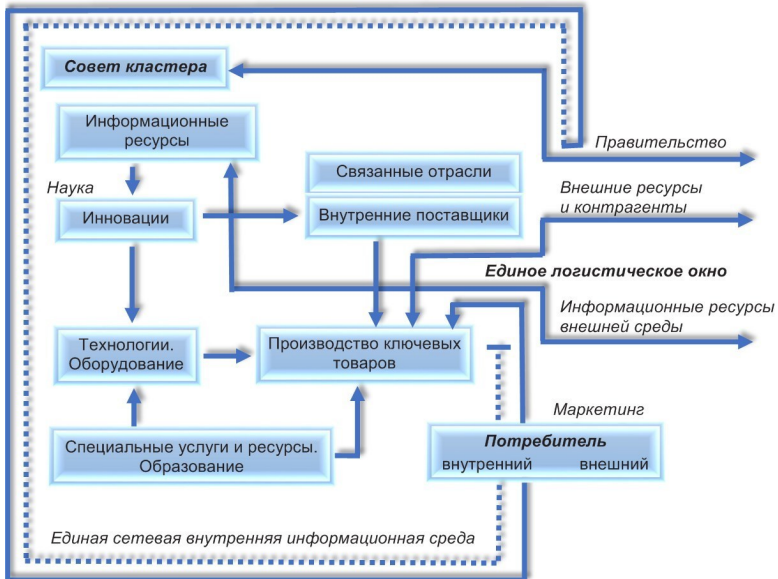 Совет кластера
Информационные
ресурсы
Правительство
Связанные отрасли
Наука
Внешние ресурсы
и контрагенты
Инновации
Внутренние поставщики
Единое логистическое окно
Информационные ресурсы
внешней среды
Технологии.
Оборудование
Производство ключевых
товаров
Маркетинг
Специальные услуги и ресурсы.
Образование
Потребитель
внутренний внешний
Единая сетевая внутренняя информационная среда